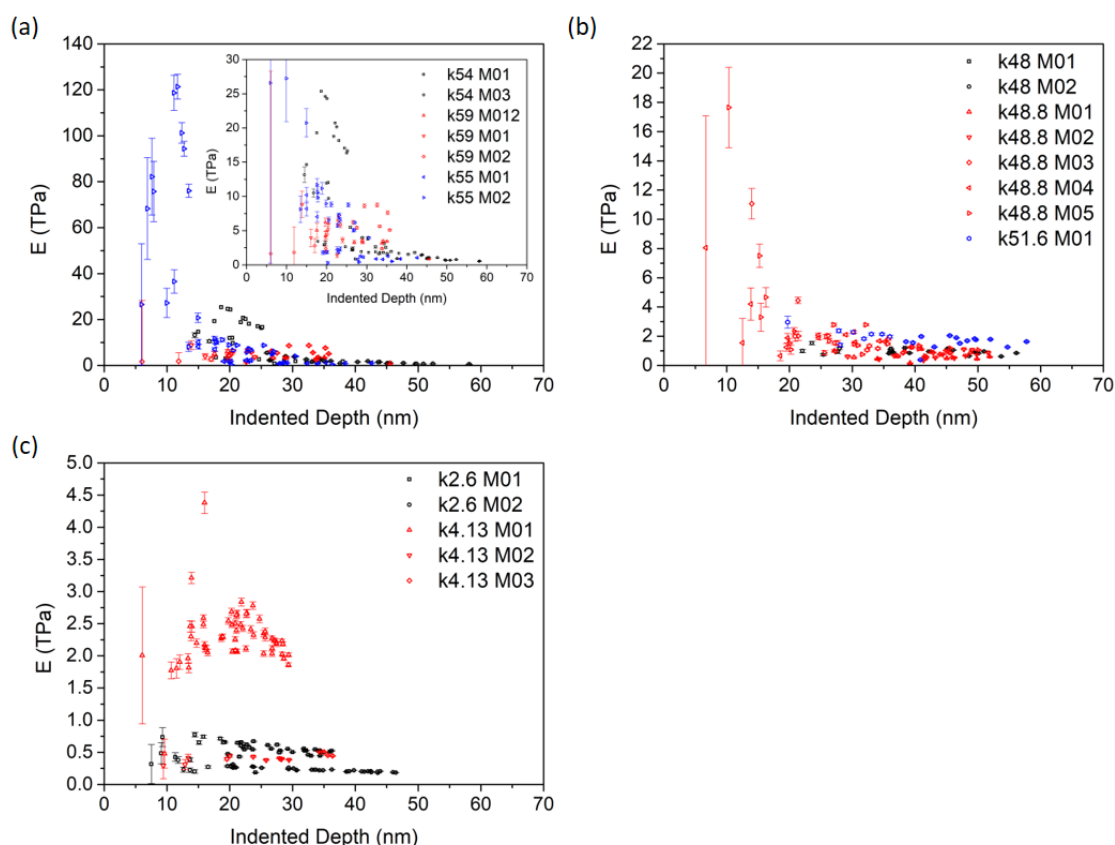 (a)
140
120
100
80
60
40
20
0
E (TPa)
0 10 20 30 40 50 60 70
Indented Depth (nm)
30
25
20
15
10
5
0
E (TPa)
0 10 20 30 40 50 60 70
Indented Depth (nm)
k54 M01
k54 M03
k59 M012
k59 M01
k59 M02
k55 M01
k55 M02
(b)
22
20
18
16
14
12
10
8
6
4
2
0
E (TPa)
0 10 20 30 40 50 60 70
Indented Depth (nm)
k48 M01
k48 M02
k48.8 M01
k48.8 M02
k48.8 M03
k48.8 M04
k48.8 M05
k51.6 M01
(c)
5.0
4.5
4.0
3.5
3.0
2.5
2.0
1.5
1.0
0.5
0.0
E (TPa)
0 10 20 30 40 50 60 70
Indented Depth (nm)
k2.6 M01
k2.6 M02
k4.13 M01
k4.13 M02
k4.13 M03